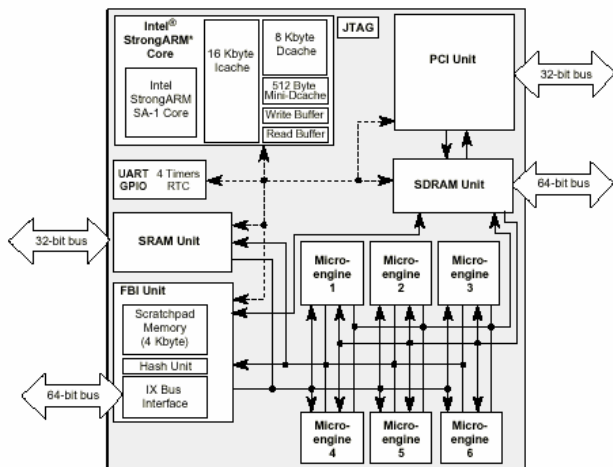 Intel®
StrongARM*
Core
Intel
StrongARM
SA-1 Core
16 Kbyte
Icache
8 Kbyte
Dcache
512 Byte
Mini-Dcache
Write Buffer
Read Buffer
JTAG
PCI Unit
32-bit bus
UART 4 Timers
GPIO RTC
SDRAM Unit
64-bit bus
32-bit bus
SRAM Unit
FBI Unit
Scratchpad
Memory
(4 Kbyte)
Hash Unit
IX Bus
Interface
64-bit bus
Micro-
engine
1
Micro-
engine
2
Micro-
engine
3
Micro-
engine
4
Micro-
engine
5
Micro-
engine
6